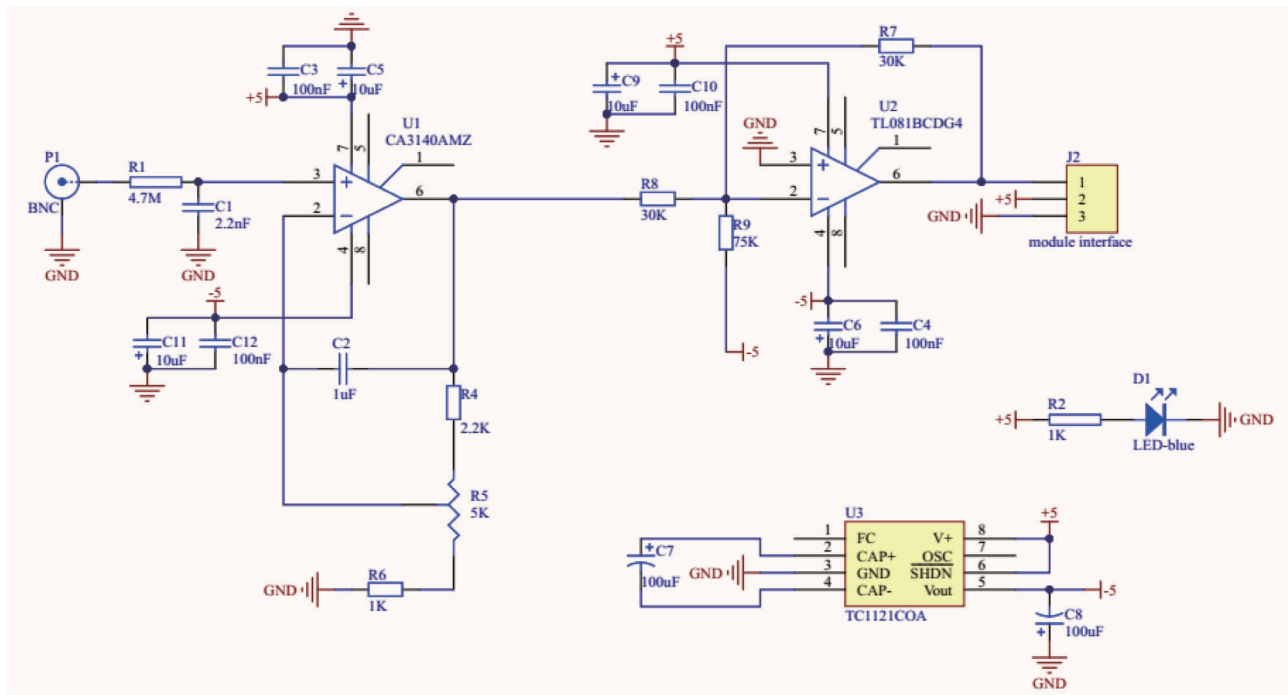 P1
BNC
GND
R1
4.7M
C1
2.2nF
GND
C3
100nF
C5
10uF
+5
U1
CA3140AMZ
7
5
1
3
2
6
4
8
-5
C11
10uF
C12
100nF
C2
1uF
R4
2.2K
R5
5K
GND
R6
1K
+5
C9
10uF
C10
100nF
R7
30K
U2
TL081BCDG4
GND
7
5
1
3
2
6
4
8
R8
30K
R9
75K
-5
-5
C6
10uF
C4
100nF
J2
1
2
3
+5
GND
module interface
D1
+5
R2
1K
LED-blue
GND
U3
C7
100uF
GND
1
2
3
4
FC
CAP+
GND
CAP-
V+
OSC
SHDN
Vout
8
7
6
5
TC1121COA
+5
-5
C8
100uF
GND